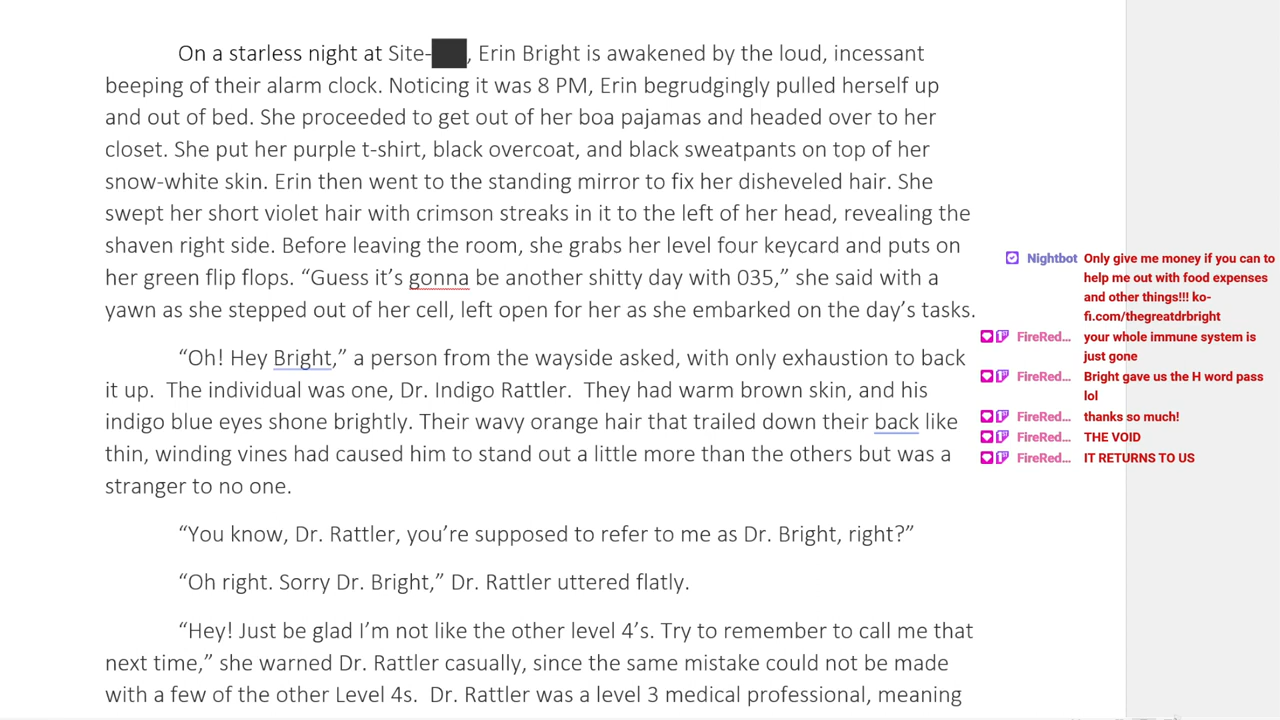 On a starless night at Site-, Erin Bright is awakened by the loud, incessant
beeping of their alarm clock. Noticing it was 8 PM, Erin begrudgingly pulled herself up
and out of bed. She proceeded to get out of her boa pajamas and headed over to her
closet. She put her purple t-shirt, black overcoat, and black sweatpants on top of her
snow-white skin. Erin then went to the standing mirror to fix her disheveled hair. She
swept her short violet hair with crimson streaks in it to the left of her head, revealing the
shaven right side. Before leaving the room, she grabs her level four keycard and puts on
her green flip flops. “Guess it’s gonna be another shitty day with 035,” she said with a
yawn as she stepped out of her cell, left open for her as she embarked on the day’s tasks.
“Oh! Hey Bright,” a person from the wayside asked, with only exhaustion to back
it up.  The individual was one, Dr. Indigo Rattler.  They had warm brown skin, and his
indigo blue eyes shone brightly. Their wavy orange hair that trailed down their back like
thin, winding vines had caused him to stand out a little more than the others but was a
stranger to no one.
“You know, Dr. Rattler, you’re supposed to refer to me as Dr. Bright, right?”
“Oh right. Sorry Dr. Bright,” Dr. Rattler uttered flatly.
“Hey! Just be glad I’m not like the other level 4’s. Try to remember to call me that
next time,” she warned Dr. Rattler casually, since the same mistake could not be made
with a few of the other Level 4s.  Dr. Rattler was a level 3 medical professional, meaning
Nightbot Only give me money if you can to
help me out with food expenses
and other things!!! ko-
fi.com/thegreatdrbright
FireRed... your whole immune system is
just gone
FireRed... Bright gave us the H word pass
lol
FireRed... thanks so much!
FireRed... THE VOID
FireRed... IT RETURNS TO US